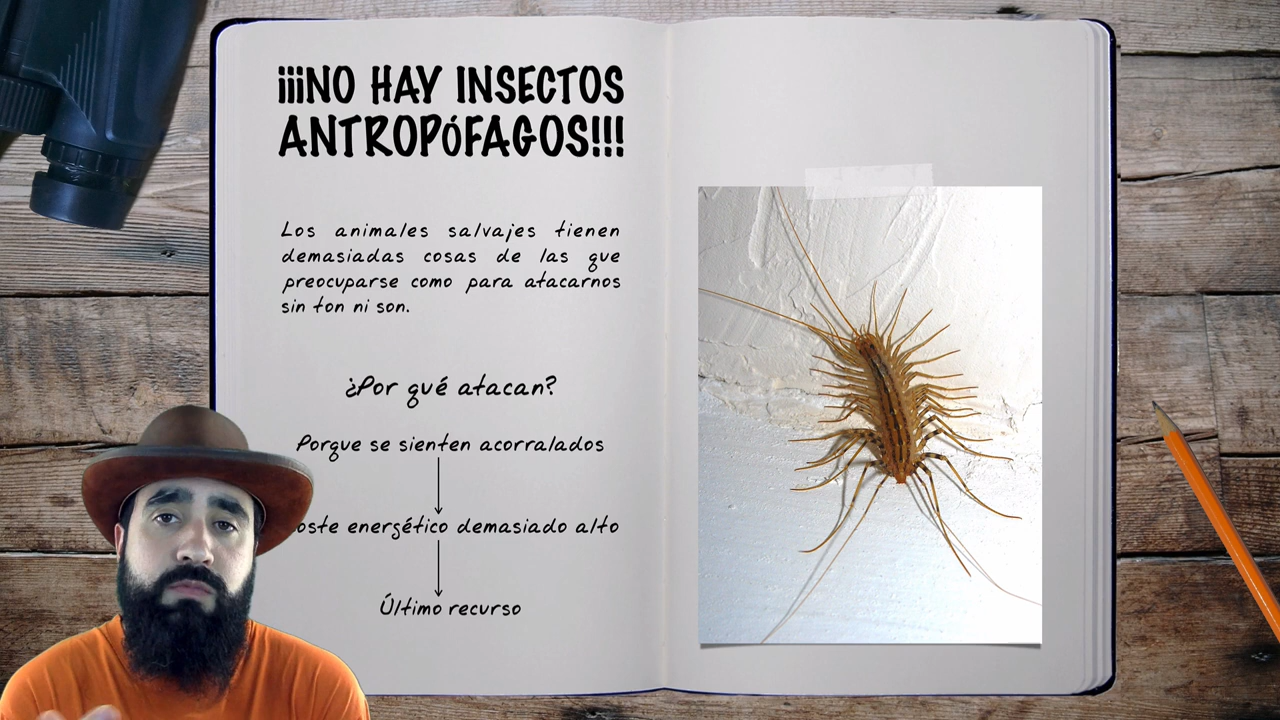 ¡¡¡NO HAY INSECTOS
ANTROPÓFAGOS!!!
Los animales salvajes tienen
demasiadas cosas de las que
preocuparse como para atacarnos
sin ton ni son.
¿Por qué atacan?
Porque se sienten acorralados
energético demasiado alto
Último recurso